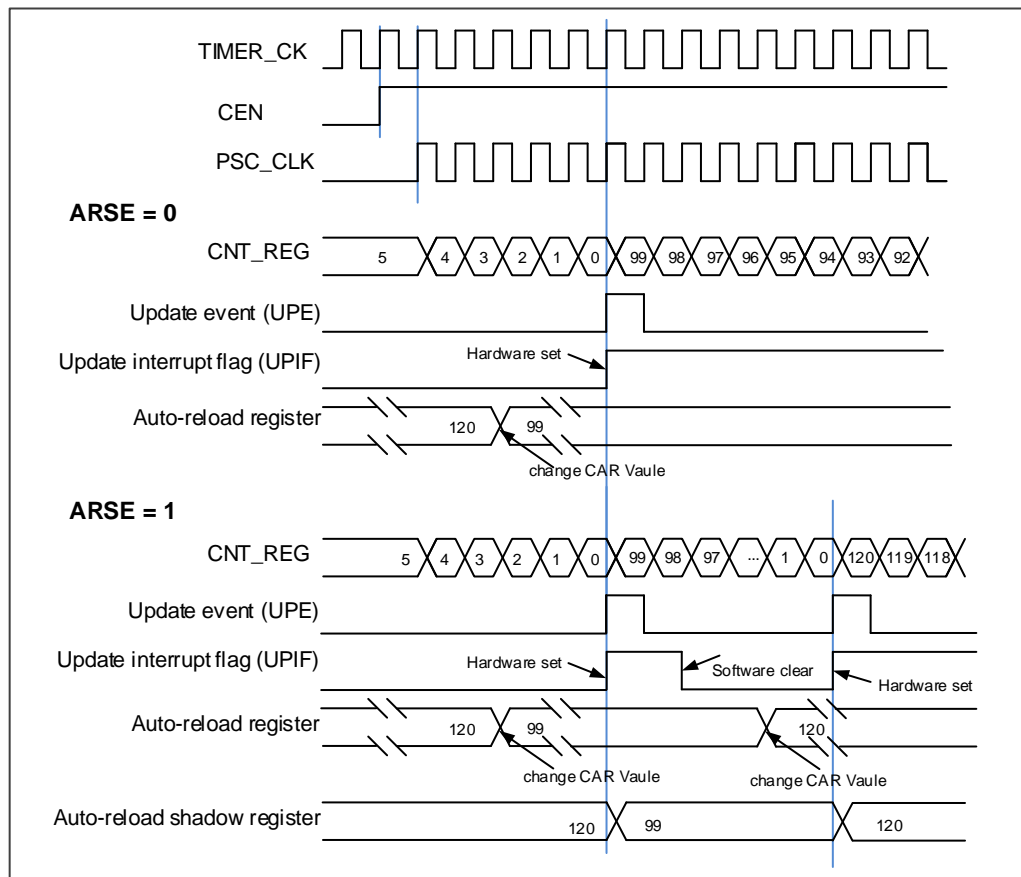 TIMER_CK
CEN
PSC_CLK
ARSE = 0
CNT_REG 5 4 3 2 1 0 99 98 97 96 95 94 93 92
Update event (UPE)
Update interrupt flag (UPIF) Hardware set
Auto-reload register 120 99
change CAR Vaule
ARSE = 1
CNT_REG 5 4 3 2 1 0 99 98 97 ... 1 0 120 119 118
Update event (UPE)
Update interrupt flag (UPIF) Hardware set Software clear Hardware set
Auto-reload register 120 99 120
change CAR Vaule change CAR Vaule
Auto-reload shadow register 120 99 120